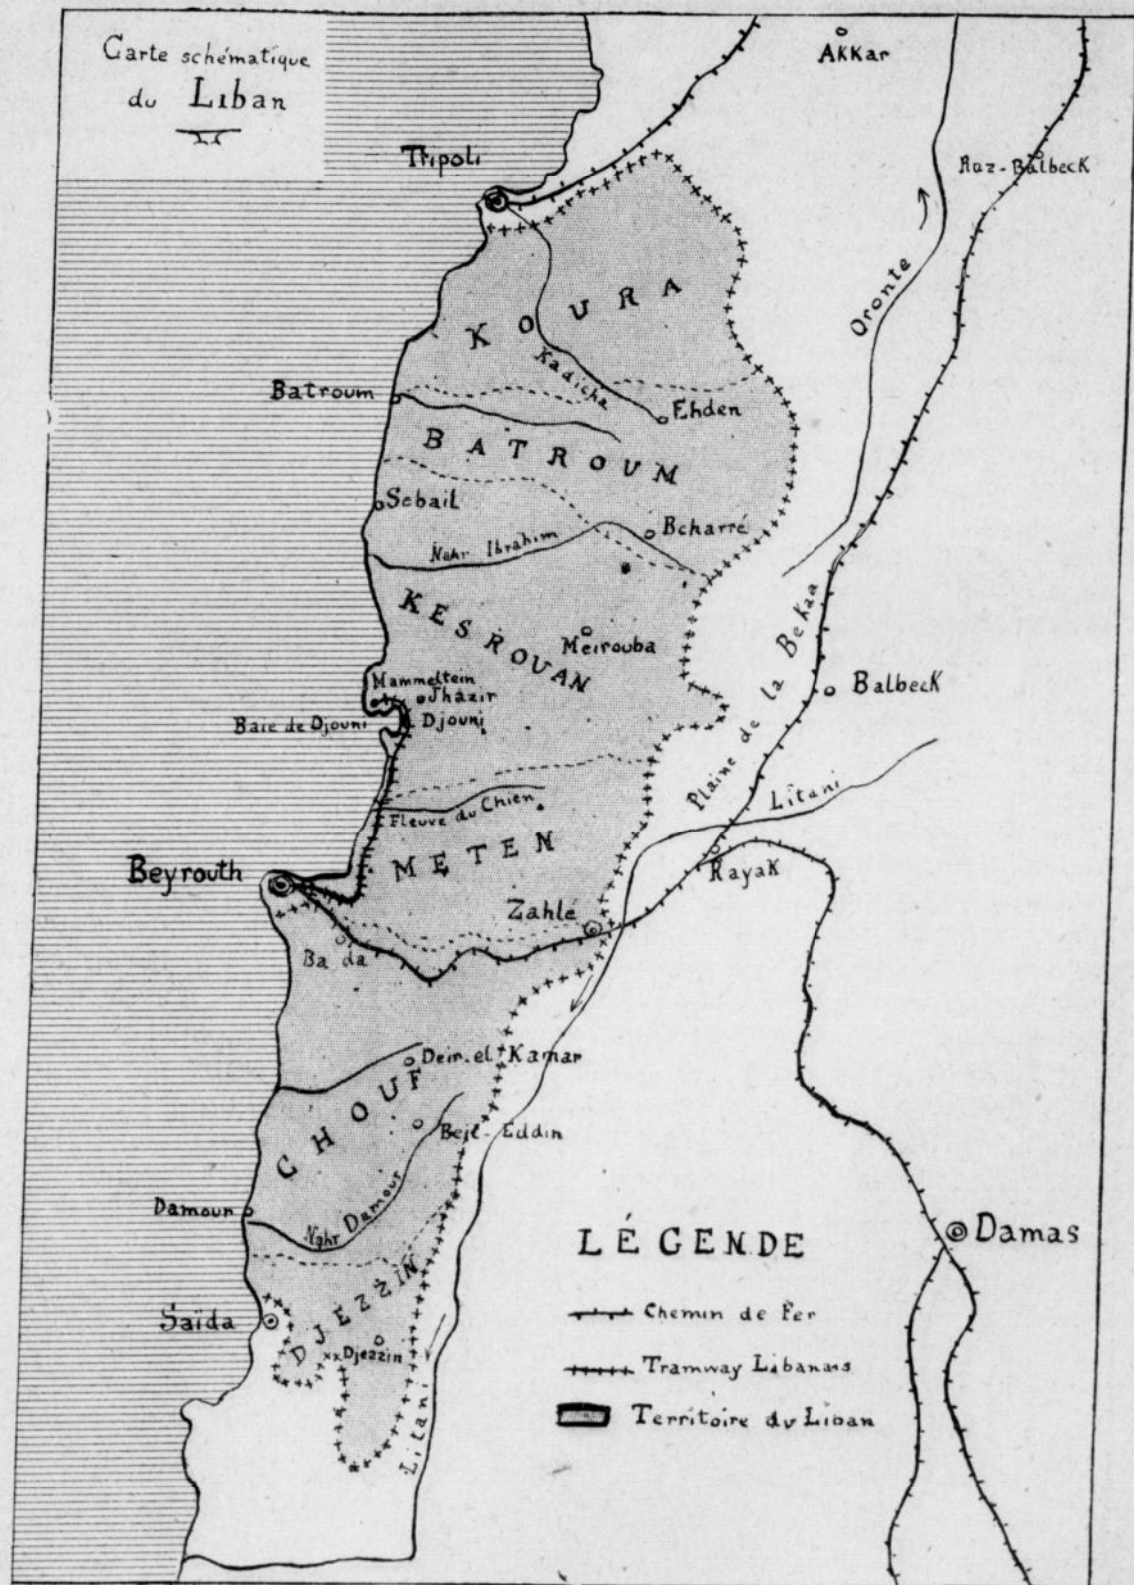 Carte schématique
du Liban
Akkar
Tripoli
Raz-Balbeck
Oronte
KOURA
Kadicha
Batroum
Ehden
BATROUM
Sebail
Bcharré
Nahr Ibrahim
KESROUAN
Meirouba
Plaine de la Bekaa
Mammeltein
Jhazir
Balbeck
Baie de Djouni
Djouni
Litani
Fleuve du Chien
METEN
Beyrouth
Rayak
Zahlé
Ba da
Deir-el Kamar
CHOUF
Beit-Eddin
Damour
Nahr Damour
LÉGENDE
Damas
DJEZZIN
Saïda
Chemin de Fer
Djezzin
Tramway Libanais
Litani
Territoire du Liban